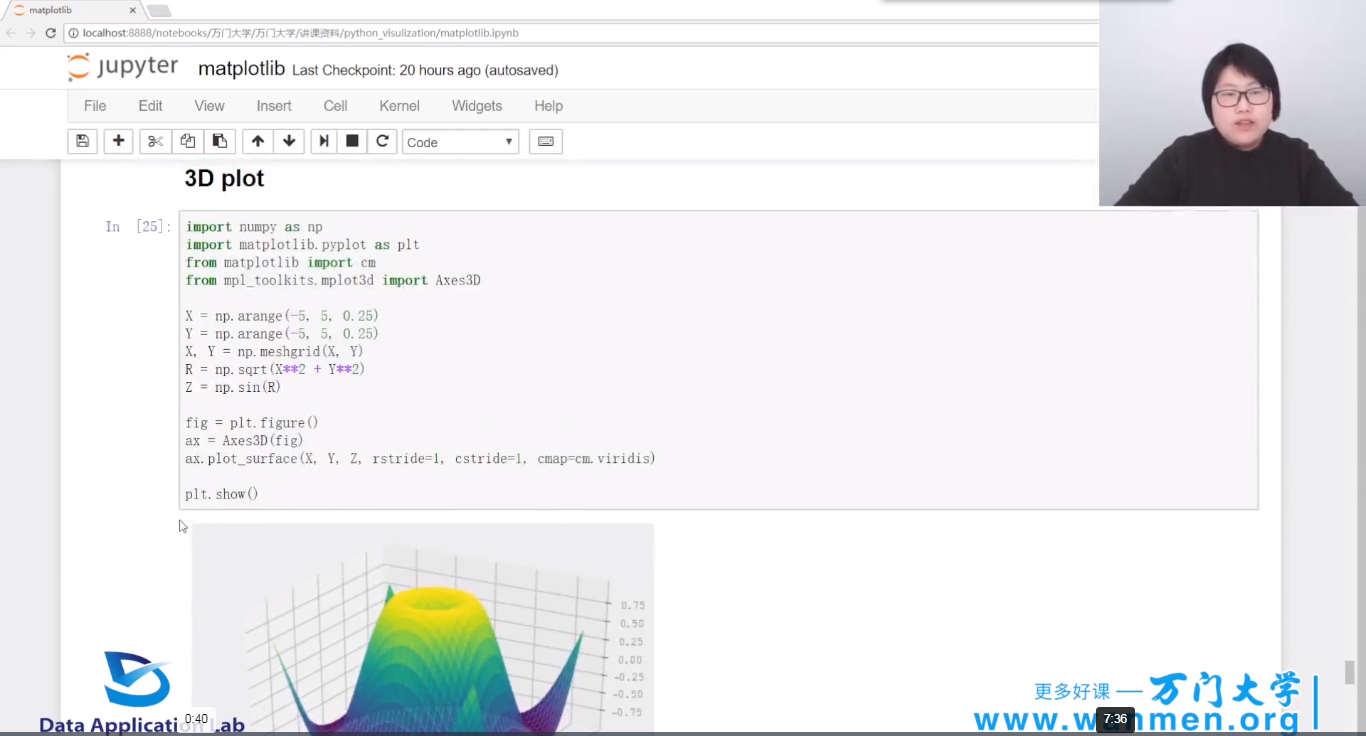 matplotlib
localhost:8888/notebooks/万门大学/万门大学/讲课资料/python_visulization/matplotlib.ipynb
jupyter matplotlib Last Checkpoint: 20 hours ago (autosaved)
File Edit View Insert Cell Kernel Widgets Help
Code
3D plot
In [25]:
import numpy as np
import matplotlib.pyplot as plt
from matplotlib import cm
from mpl_toolkits.mplot3d import Axes3D
X = np.arange(-5, 5, 0.25)
Y = np.arange(-5, 5, 0.25)
X, Y = np.meshgrid(X, Y)
R = np.sqrt(X**2 + Y**2)
Z = np.sin(R)
fig = plt.figure()
ax = Axes3D(fig)
ax.plot_surface(X, Y, Z, rstride=1, cstride=1, cmap=cm.viridis)
plt.show()
0.75
0.50
0.25
0.00
-0.25
-0.50
-0.75
更多好课 — 万门大学
www.wanmen.org
Data Application Lab
0:40
7:36